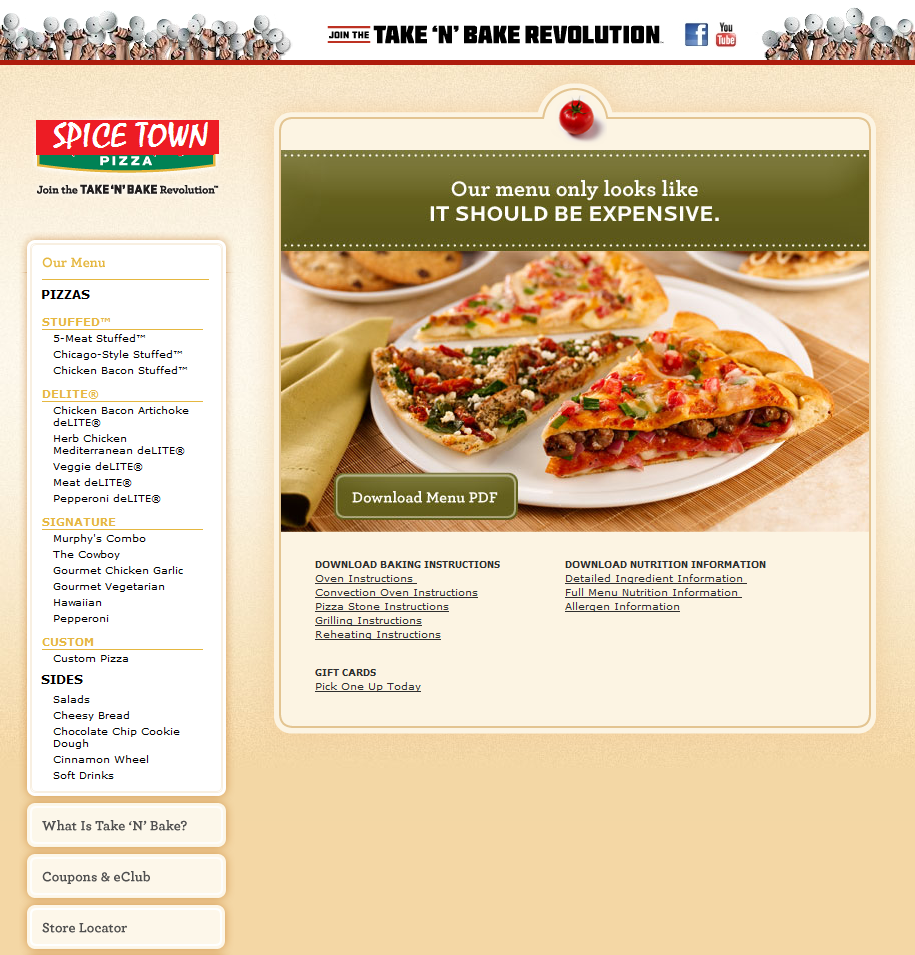 JOIN THE TAKE ‘N’ BAKE REVOLUTION™
You
Tube
SPICE TOWN
PIZZA
Join the TAKE ‘N’ BAKE Revolution™
Our Menu
PIZZAS
STUFFED™
5-Meat Stuffed™
Chicago-Style Stuffed™
Chicken Bacon Stuffed™
DELITE®
Chicken Bacon Artichoke
deLITE®
Herb Chicken
Mediterranean deLITE®
Veggie deLITE®
Meat deLITE®
Pepperoni deLITE®
SIGNATURE
Murphy's Combo
The Cowboy
Gourmet Chicken Garlic
Gourmet Vegetarian
Hawaiian
Pepperoni
CUSTOM
Custom Pizza
SIDES
Salads
Cheesy Bread
Chocolate Chip Cookie
Dough
Cinnamon Wheel
Soft Drinks
What Is Take ‘N’ Bake?
Coupons & eClub
Store Locator
Our menu only looks like
IT SHOULD BE EXPENSIVE.
Download Menu PDF
DOWNLOAD BAKING INSTRUCTIONS
Oven Instructions
Convection Oven Instructions
Pizza Stone Instructions
Grilling Instructions
Reheating Instructions
DOWNLOAD NUTRITION INFORMATION
Detailed Ingredient Information
Full Menu Nutrition Information
Allergen Information
GIFT CARDS
Pick One Up Today